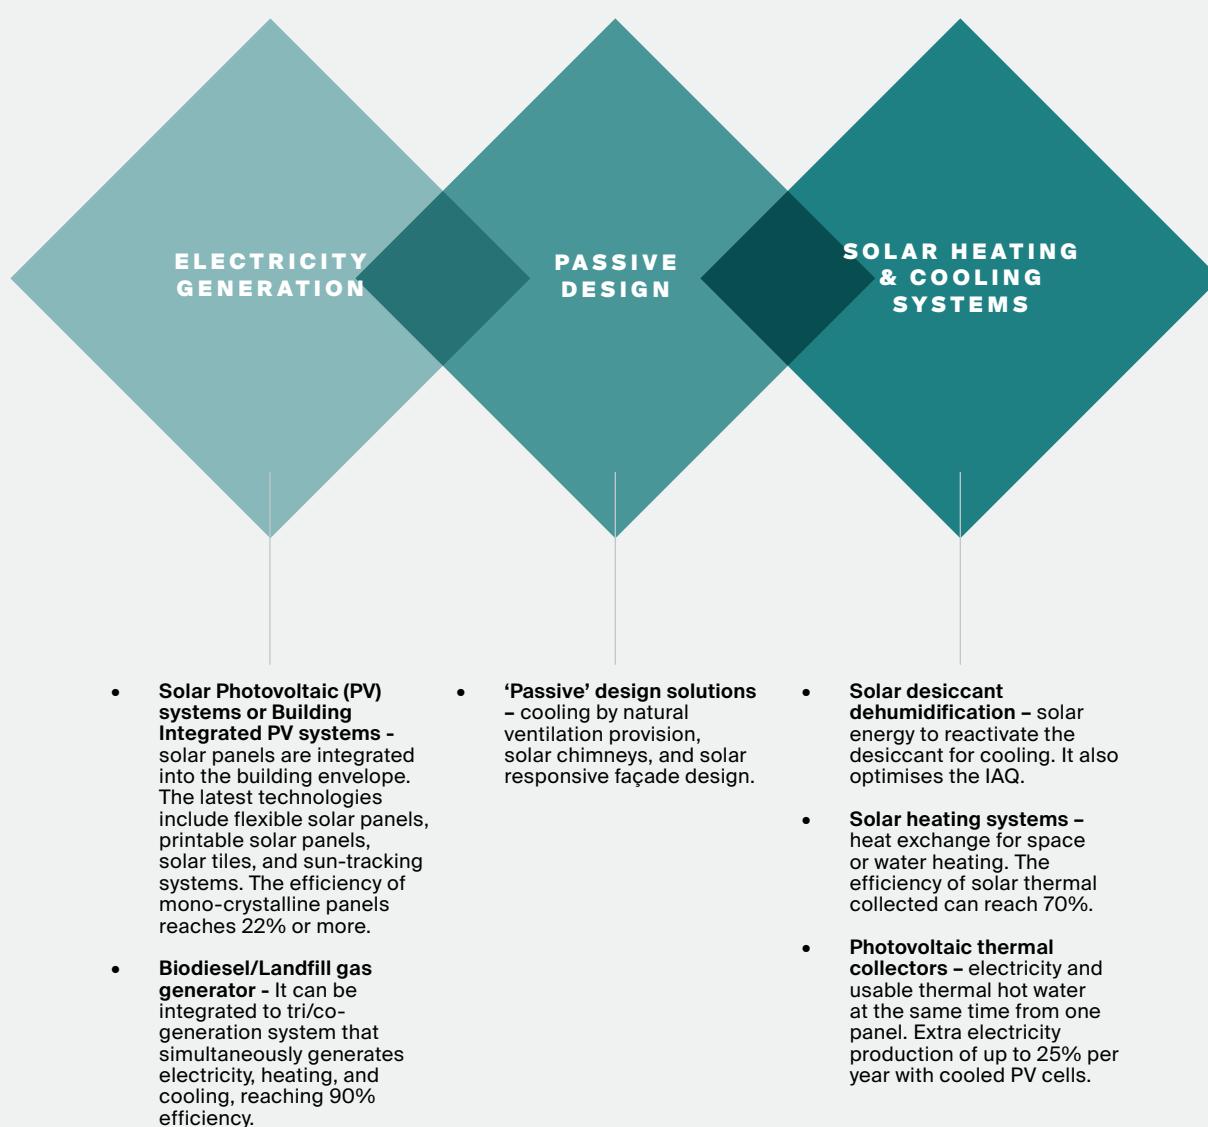 ELECTRICITY
GENERATION
PASSIVE
DESIGN
SOLAR HEATING
& COOLING
SYSTEMS
• Solar Photovoltaic (PV)
systems or Building
Integrated PV systems -
solar panels are integrated
into the building envelope.
The latest technologies
include flexible solar panels,
printable solar panels,
solar tiles, and sun-tracking
systems. The efficiency of
mono-crystalline panels
reaches 22% or more.
• Biodiesel/Landfill gas
generator - It can be
integrated to tri/co-
generation system that
simultaneously generates
electricity, heating, and
cooling, reaching 90%
efficiency.
• ‘Passive’ design solutions
– cooling by natural
ventilation provision,
solar chimneys, and solar
responsive façade design.
• Solar desiccant
dehumidification – solar
energy to reactivate the
desiccant for cooling. It also
optimises the IAQ.
• Solar heating systems –
heat exchange for space
or water heating. The
efficiency of solar thermal
collected can reach 70%.
• Photovoltaic thermal
collectors – electricity and
usable thermal hot water
at the same time from one
panel. Extra electricity
production of up to 25% per
year with cooled PV cells.